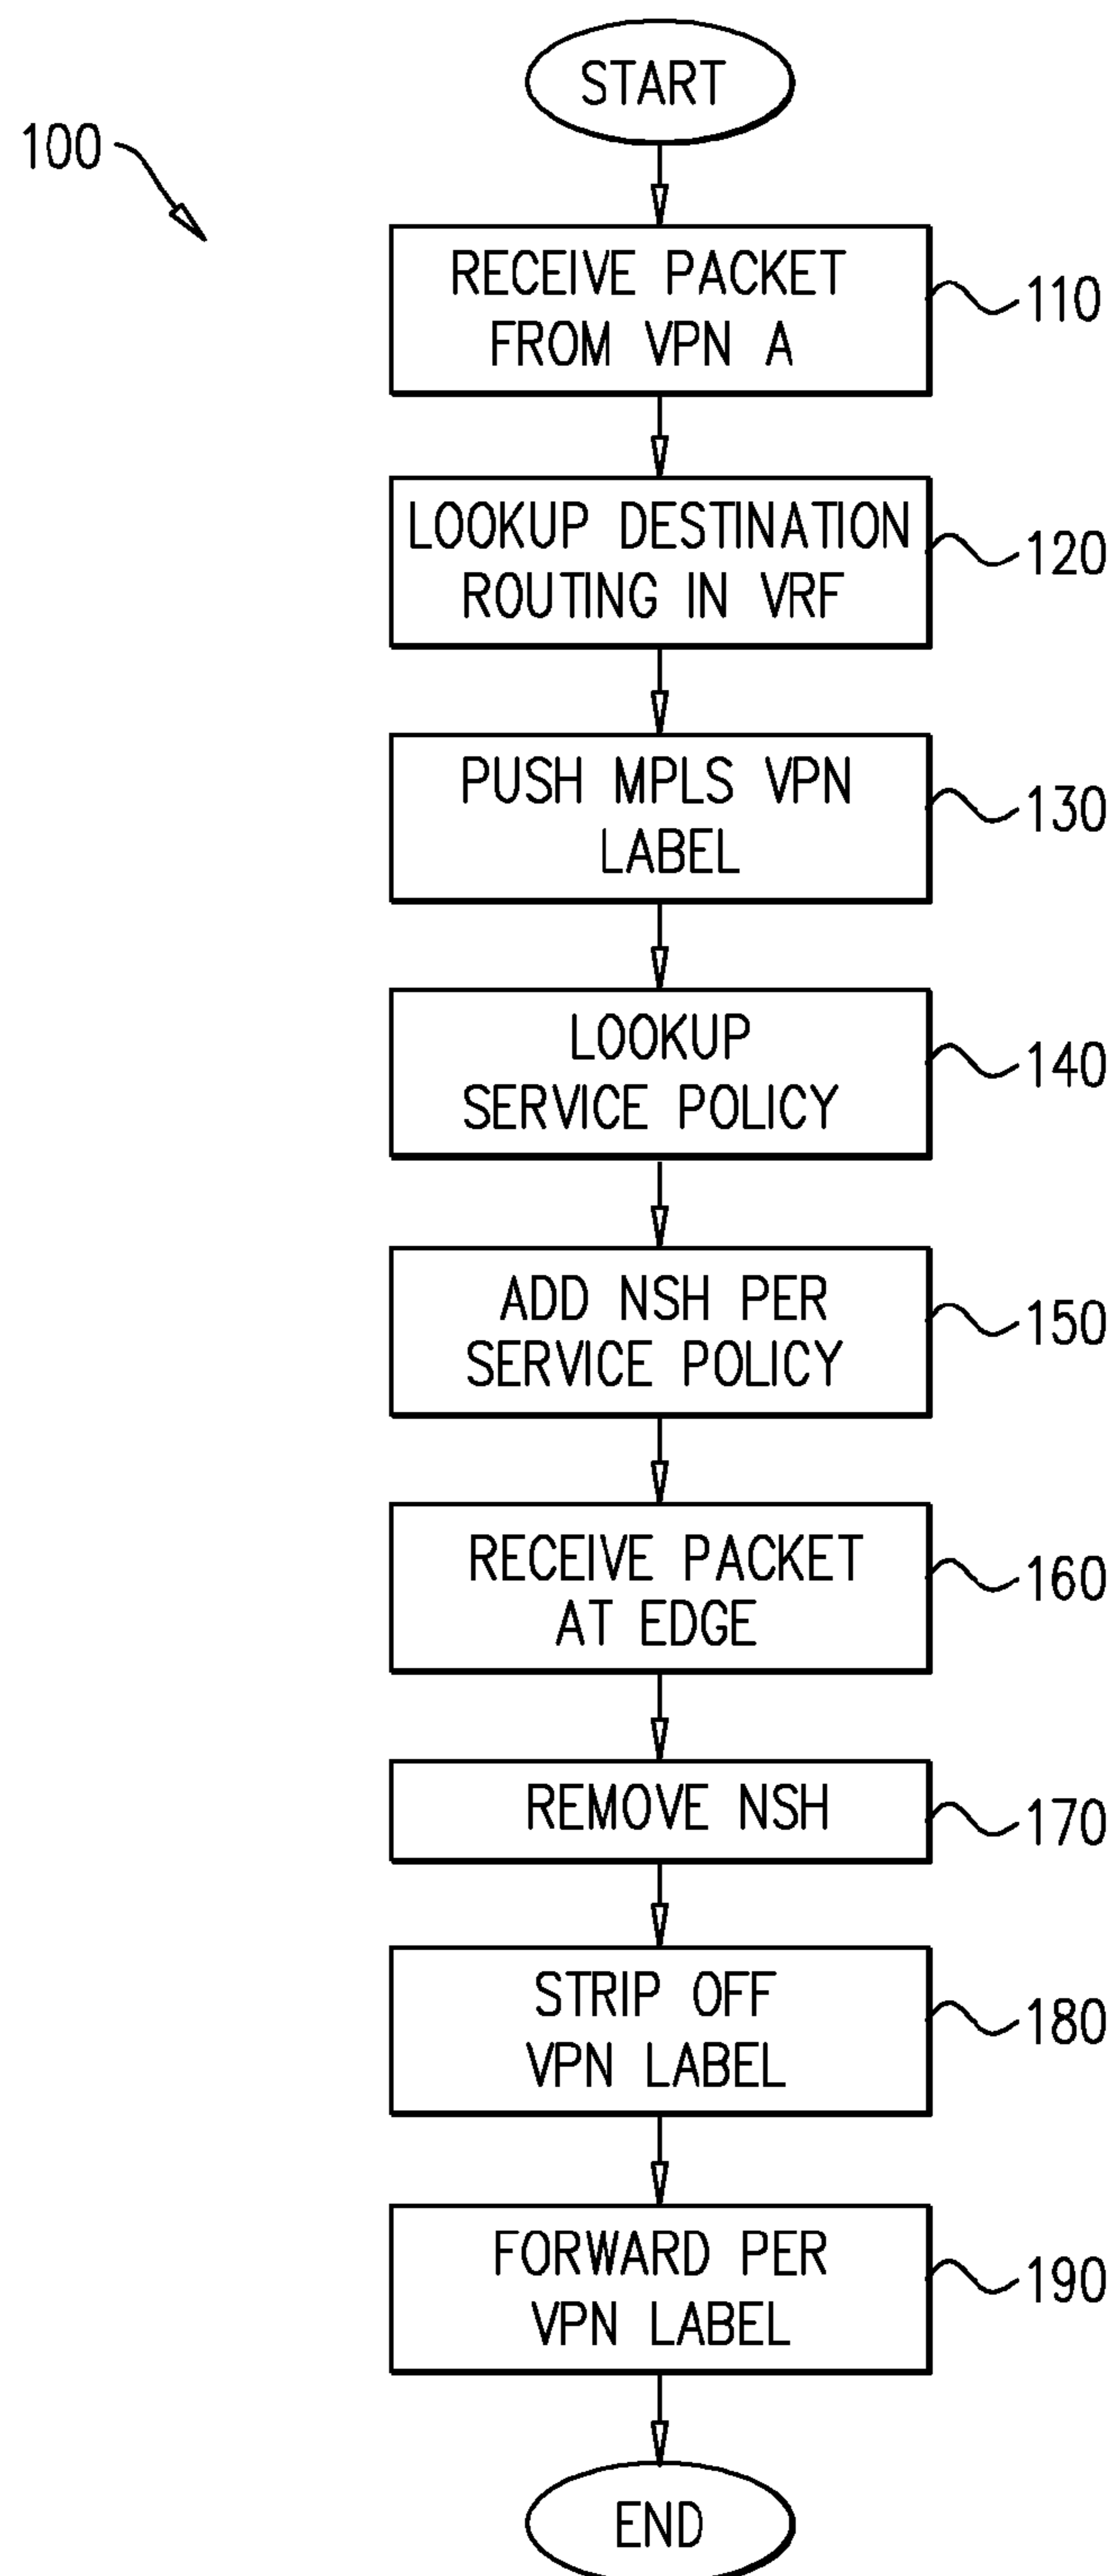 START
100
RECEIVE PACKET
FROM VPN A
110
LOOKUP DESTINATION
ROUTING IN VRF
120
PUSH MPLS VPN
LABEL
130
LOOKUP
SERVICE POLICY
140
ADD NSH PER
SERVICE POLICY
150
RECEIVE PACKET
AT EDGE
160
REMOVE NSH
170
STRIP OFF
VPN LABEL
180
FORWARD PER
VPN LABEL
190
END